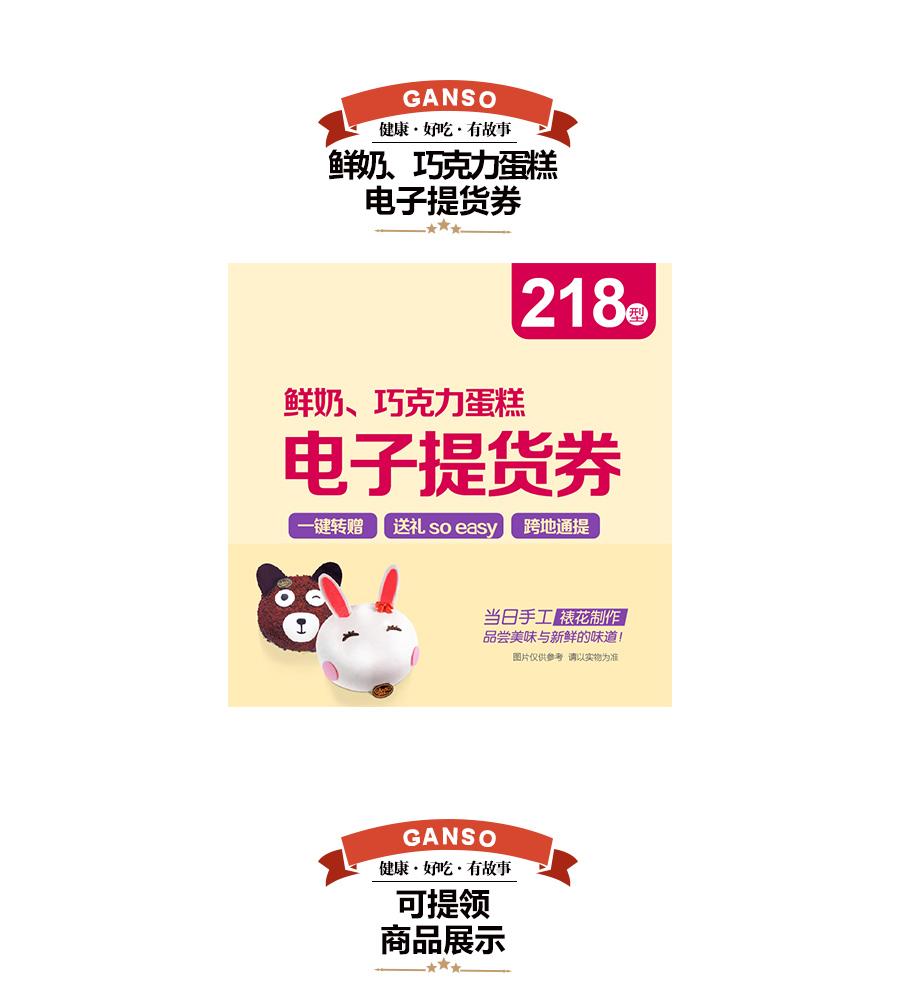 GANSO
健康·好吃·有故事
鲜奶、巧克力蛋糕
电子提货券
218型
鲜奶、巧克力蛋糕
电子提货券
一键转赠 送礼 so easy 跨地通提
当日手工 裱花制作
品尝美味与新鲜的味道!
图片仅供参考 请以实物为准
GANSO
健康·好吃·有故事
可提领
商品展示